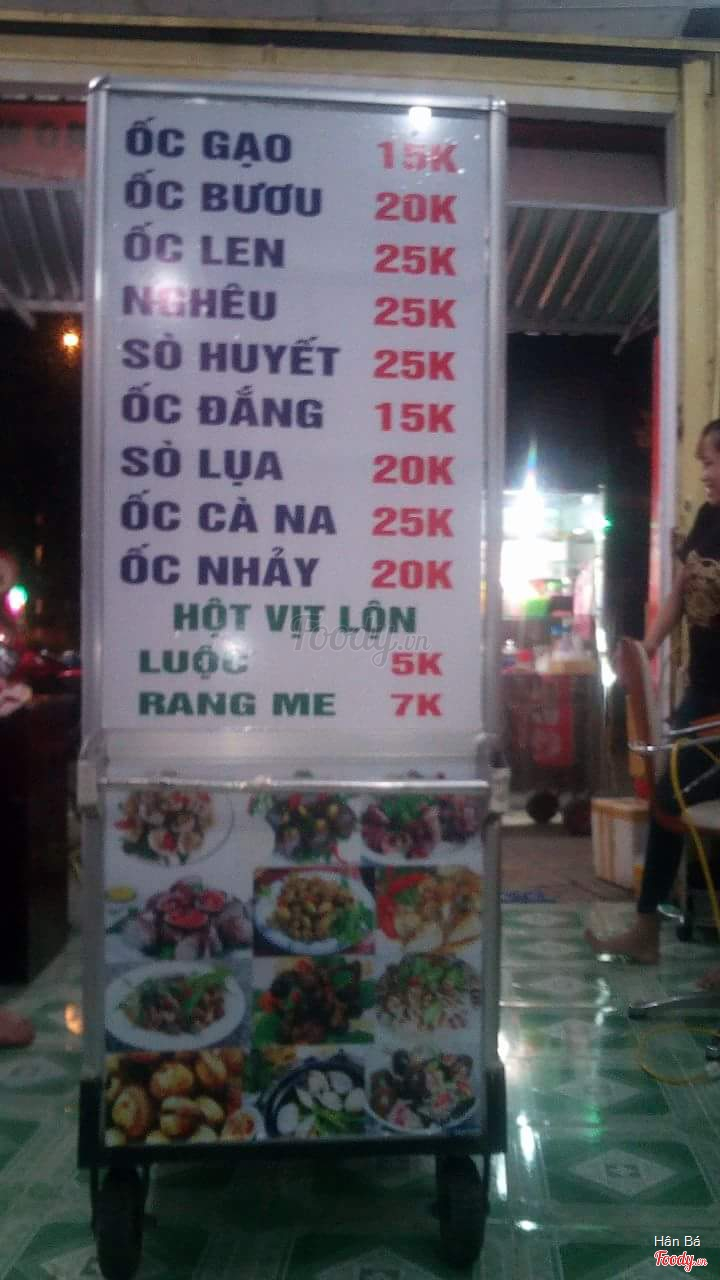 ỐC GẠO 15K
ỐC BƯƠU 20K
ỐC LEN 25K
NGHÊU 25K
SÒ HUYẾT 25K
ỐC ĐẮNG 15K
SÒ LỤA 20K
ỐC CÀ NA 25K
ỐC NHẢY 20K
HỘT VỊT LỘN
Foody.vn
LUỘC 5K
RANG ME 7K
Hân Bá
Foody.vn